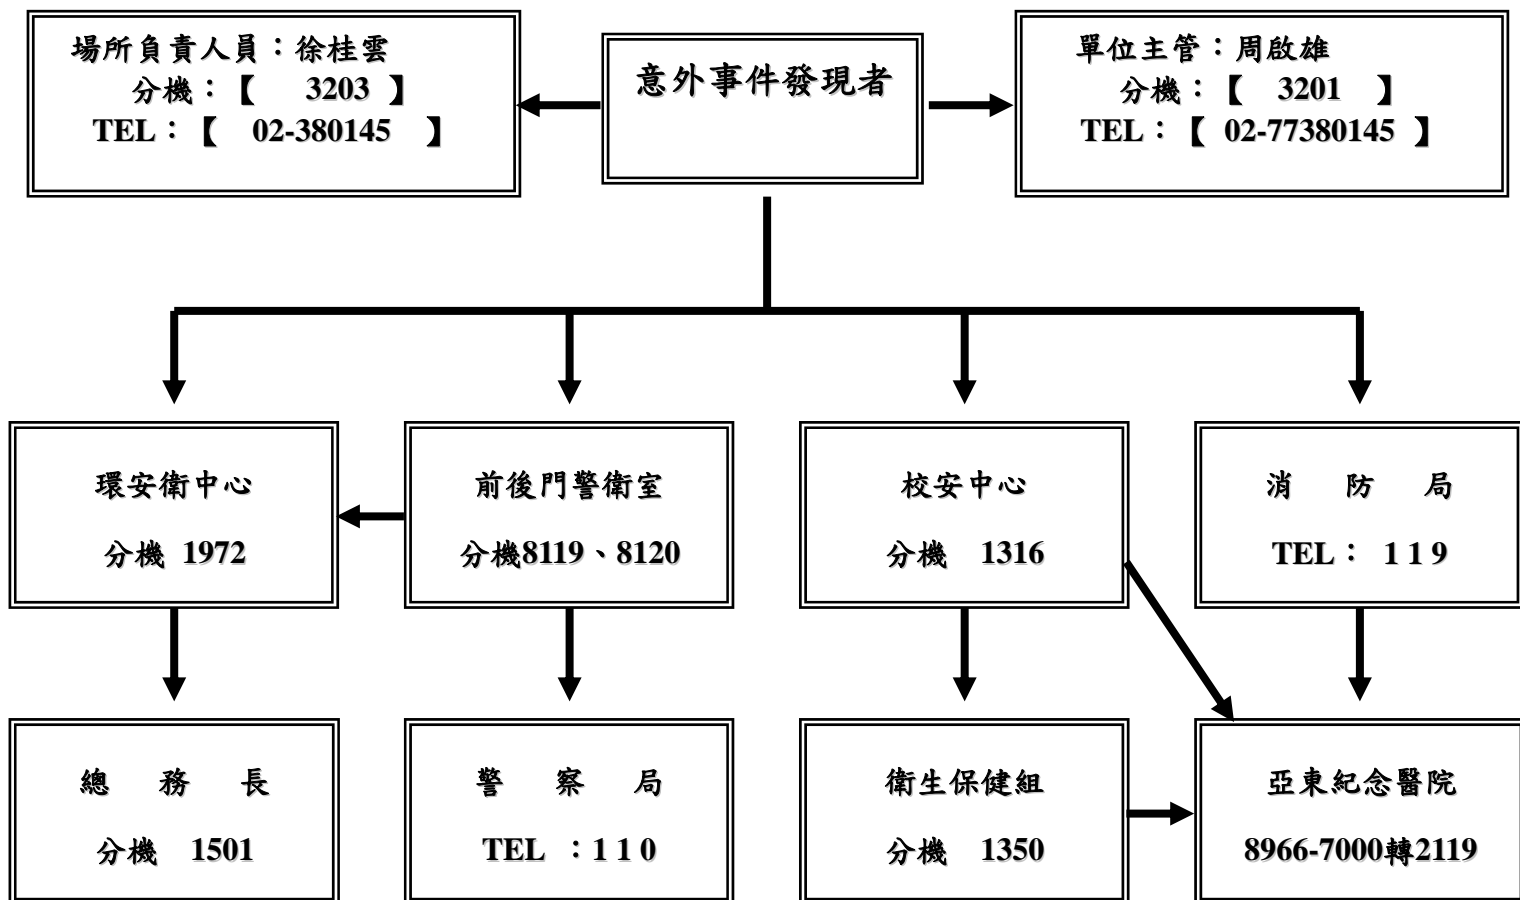 場所負責人員：徐桂雲
分機：【 3203 】
TEL：【 02-380145 】
意外事件發現者
單位主管：周啟雄
分機：【 3201 】
TEL：【 02-77380145 】
環安衛中心
分機 1972
前後門警衛室
分機8119、8120
校安中心
分機 1316
消 防 局
TEL： 1 1 9
總 務 長
分機 1501
警 察 局
TEL ：1 1 0
衛生保健組
分機 1350
亞東紀念醫院
8966-7000轉2119